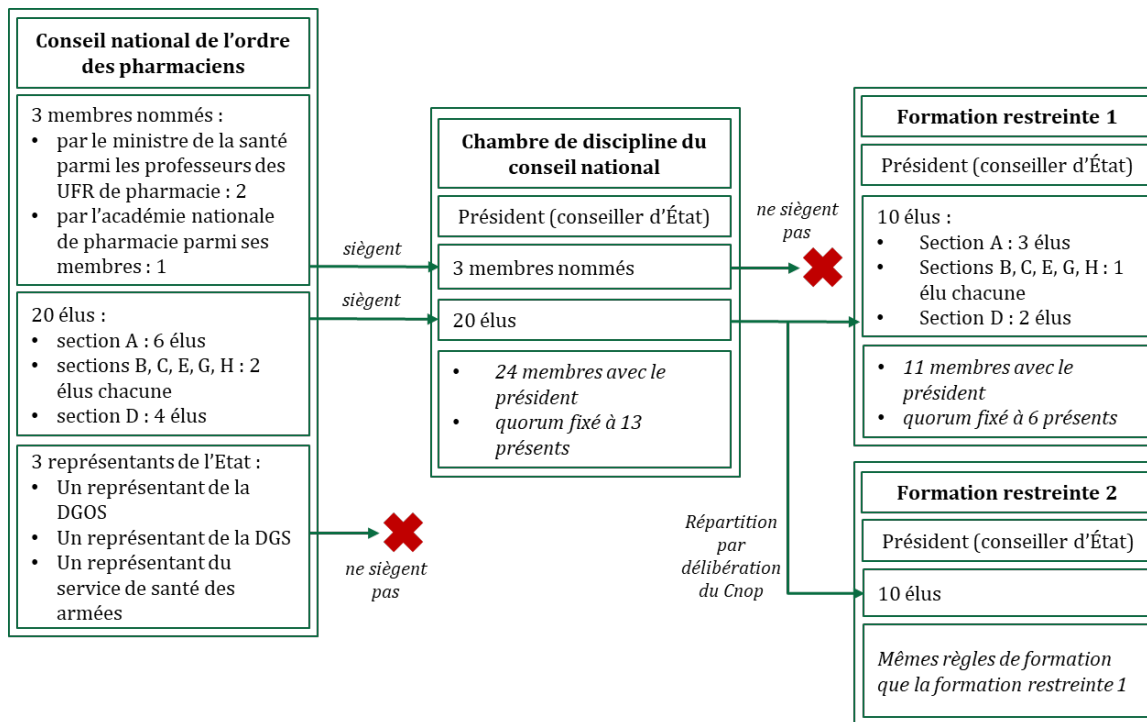 Conseil national de l’ordre
des pharmaciens
3 membres nommés :
• par le ministre de la santé
parmi les professeurs des
UFR de pharmacie : 2
• par l’académie nationale
de pharmacie parmi ses
membres : 1
20 élus :
• section A : 6 élus
• sections B, C, E, G, H : 2
élus chacune
• section D : 4 élus
3 représentants de l’Etat :
• Un représentant de la
DGOS
• Un représentant de la DGS
• Un représentant du
service de santé des
armées
siègent
siègent
ne siègent
pas
Chambre de discipline du
conseil national
Président (conseiller d’État)
3 membres nommés
20 élus
• 24 membres avec le
président
• quorum fixé à 13
présents
ne siègent
pas
Répartition
par
délibération
du Cnop
Formation restreinte 1
Président (conseiller d’État)
10 élus :
• Section A : 3 élus
• Sections B, C, E, G, H : 1
élu chacune
• Section D : 2 élus
• 11 membres avec le
président
• quorum fixé à 6 présents
Formation restreinte 2
Président (conseiller d’État)
10 élus
Mêmes règles de formation
que la formation restreinte 1